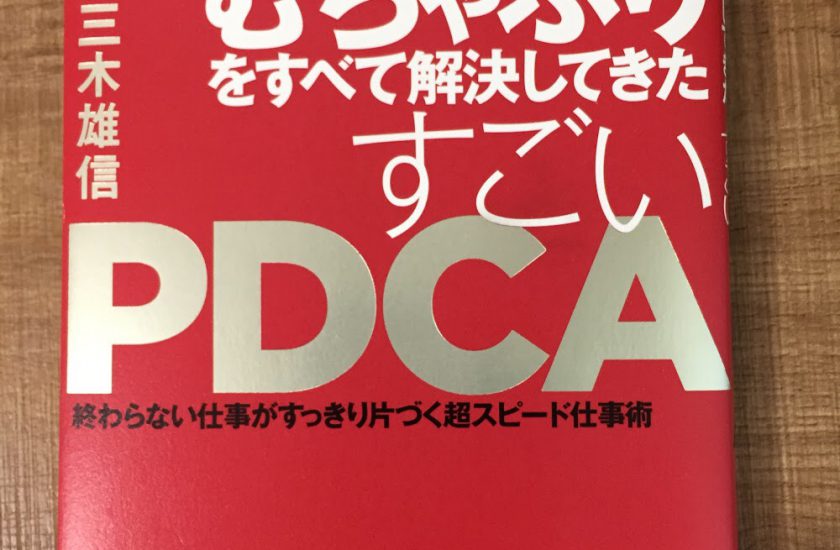 むちゃぶり
をすべて解決してきた
すごい
PDCA
終わらない仕事がすっきり片づく超スピード仕事術
三木雄信